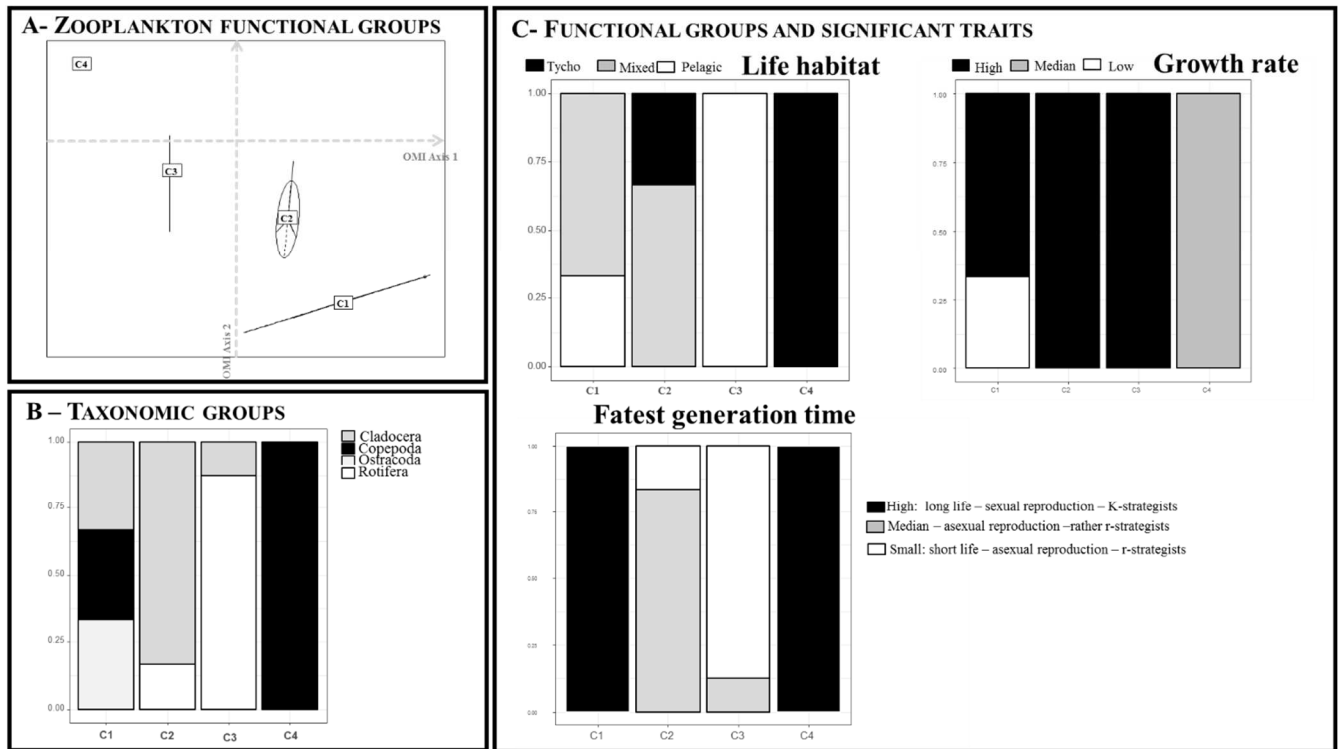 A- ZOOPLANKTON FUNCTIONAL GROUPS
C4
C3
OMI Axis 1
C2
C1
OMI Axis 2
B – TAXONOMIC GROUPS
Cladocera
Copepoda
Ostracoda
Rotifera
1.00
0.75
0.50
0.25
0.00
C1 C2 C3 C4
C- FUNCTIONAL GROUPS AND SIGNIFICANT TRAITS
Tycho Mixed Pelagic Life habitat
1.00
0.75
0.50
0.25
0.00
C1 C2 C3 C4
High Median Low Growth rate
1.00
0.75
0.50
0.25
0.00
C1 C2 C3 C4
Fatest generation time
1.00
0.75
0.50
0.25
0.00
C1 C2 C3 C4
High: long life – sexual reproduction – K-strategists
Median – asexual reproduction –rather r-strategists
Small: short life – asexual reproduction – r-strategists